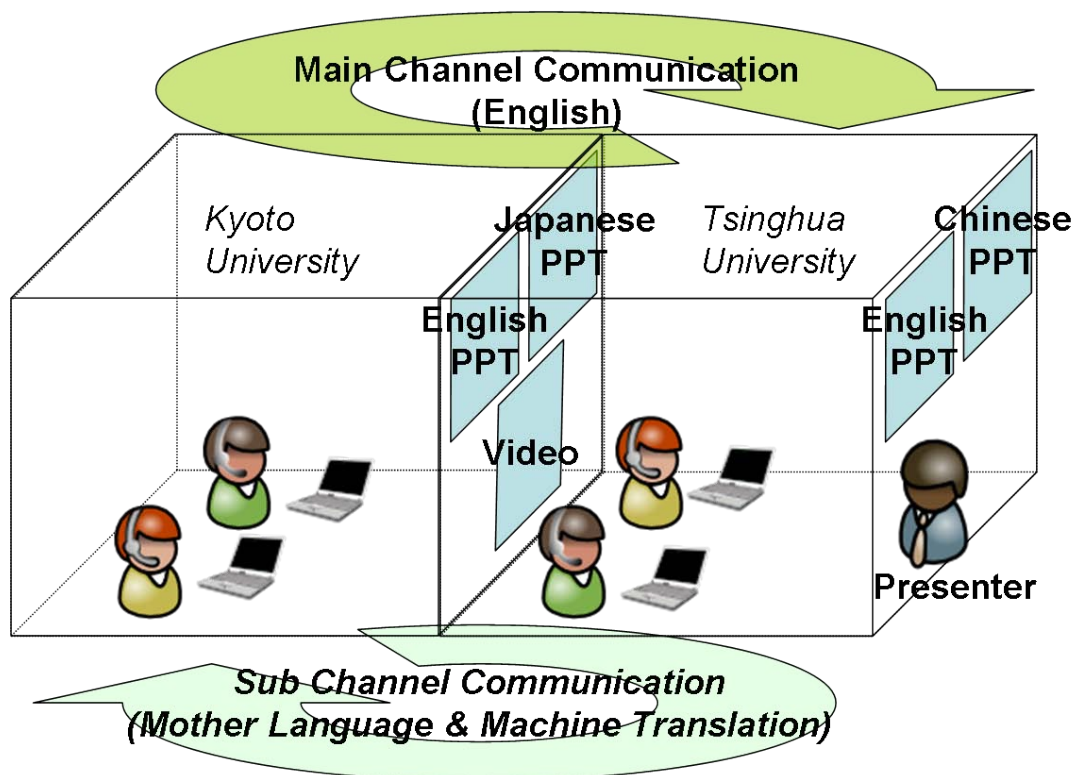 Main Channel Communication
(English)
Kyoto
University
Japanese
PPT
English
PPT
Video
Tsinghua
University
Chinese
PPT
English
PPT
Presenter
Sub Channel Communication
(Mother Language & Machine Translation)